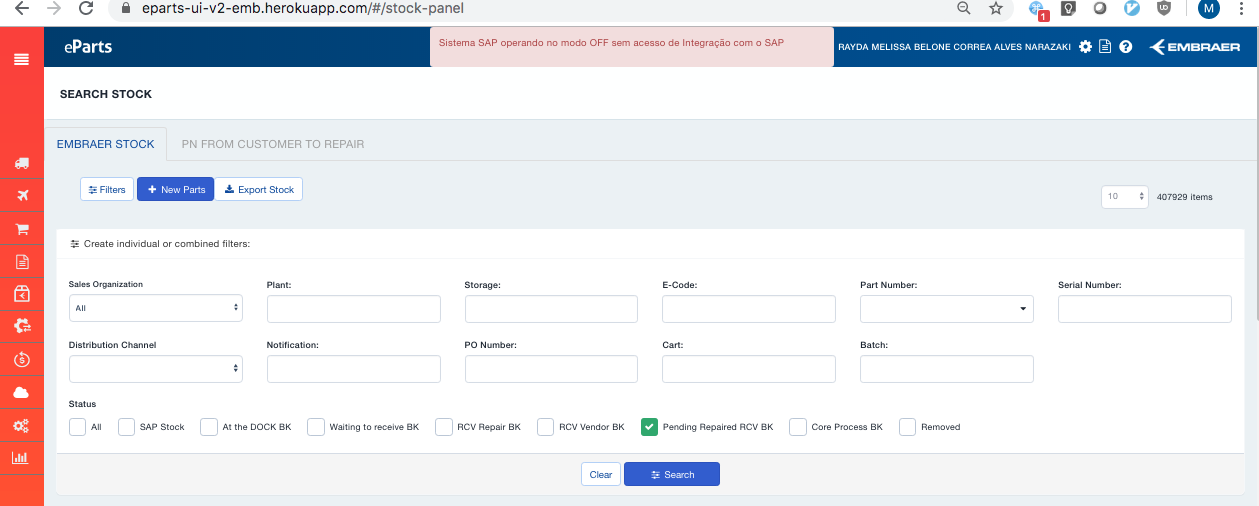 eparts-ui-v2-emb.herokuapp.com/#/stock-panel
1
M
eParts
Sistema SAP operando no modo OFF sem acesso de Integração com o SAP
RAYDA MELISSA BELONE CORREA ALVES NARAZAKI
EMBRAER
SEARCH STOCK
EMBRAER STOCK
PN FROM CUSTOMER TO REPAIR
Filters
New Parts
Export Stock
10
407929 items
Create individual or combined filters:
Sales Organization
Plant:
Storage:
E-Code:
Part Number:
Serial Number:
All
Distribution Channel
Notification:
PO Number:
Cart:
Batch:
Status
All
SAP Stock
At the DOCK BK
Waiting to receive BK
RCV Repair BK
RCV Vendor BK
Pending Repaired RCV BK
Core Process BK
Removed
Clear
Search